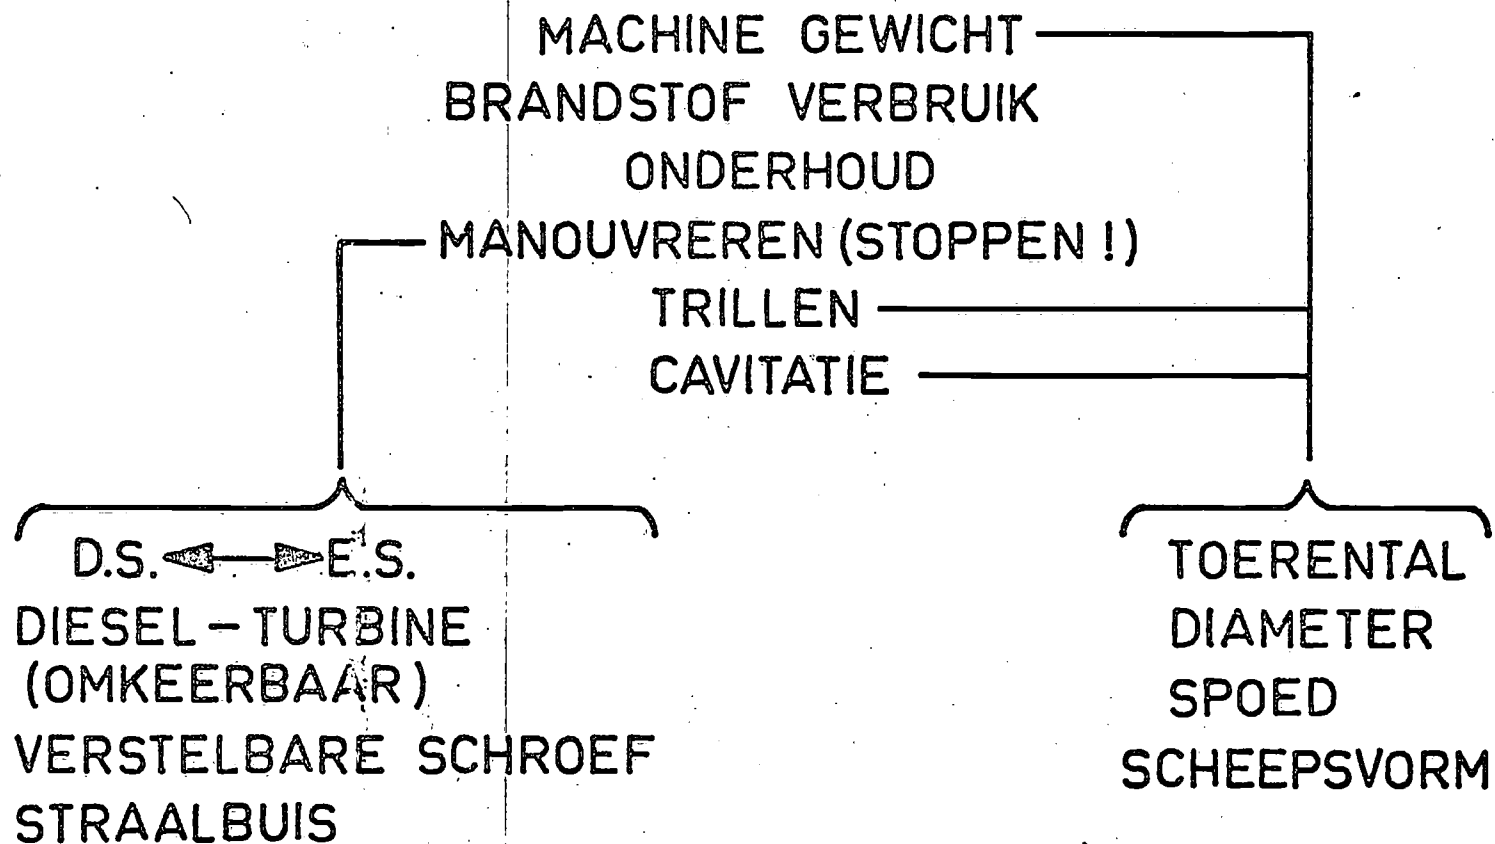 MACHINE GEWICHT
BRANDSTOF VERBRUIK
ONDERHOUD
MANOUVREREN (STOPPEN !)
TRILLEN
CAVITATIE
D.S. ↔ E.S.
DIESEL – TURBINE
(OMKEERBAAR)
VERSTELBARE SCHROEF
STRAALBUIS
TOERENTAL
DIAMETER
SPOED
SCHEEPSVORM